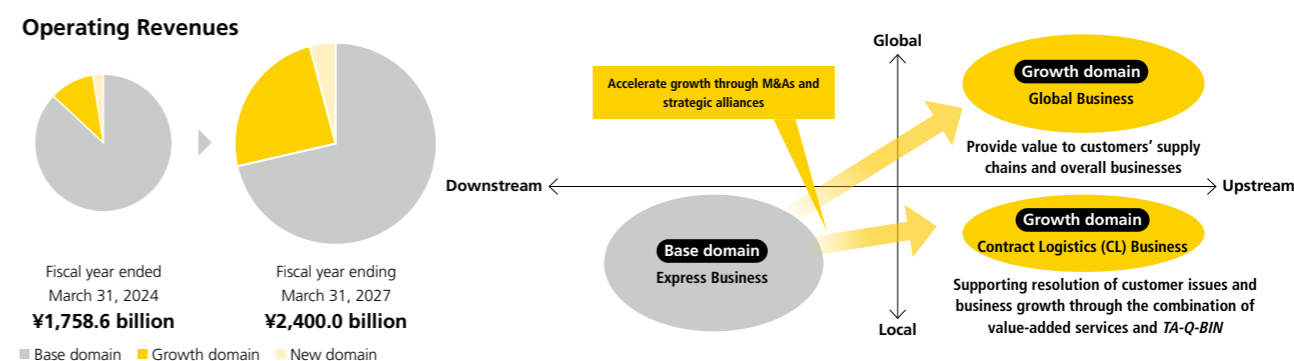 Operating Revenues
Fiscal year ended
March 31, 2024
¥1,758.6 billion
Fiscal year ending
March 31, 2027
¥2,400.0 billion
Base domain
Growth domain
New domain
Accelerate growth through M&As and
strategic alliances
Global
Downstream
Upstream
Local
Base domain
Express Business
Growth domain
Global Business
Provide value to customers’ supply
chains and overall businesses
Growth domain
Contract Logistics (CL) Business
Supporting resolution of customer issues and
business growth through the combination of
value-added services and TA-Q-BIN